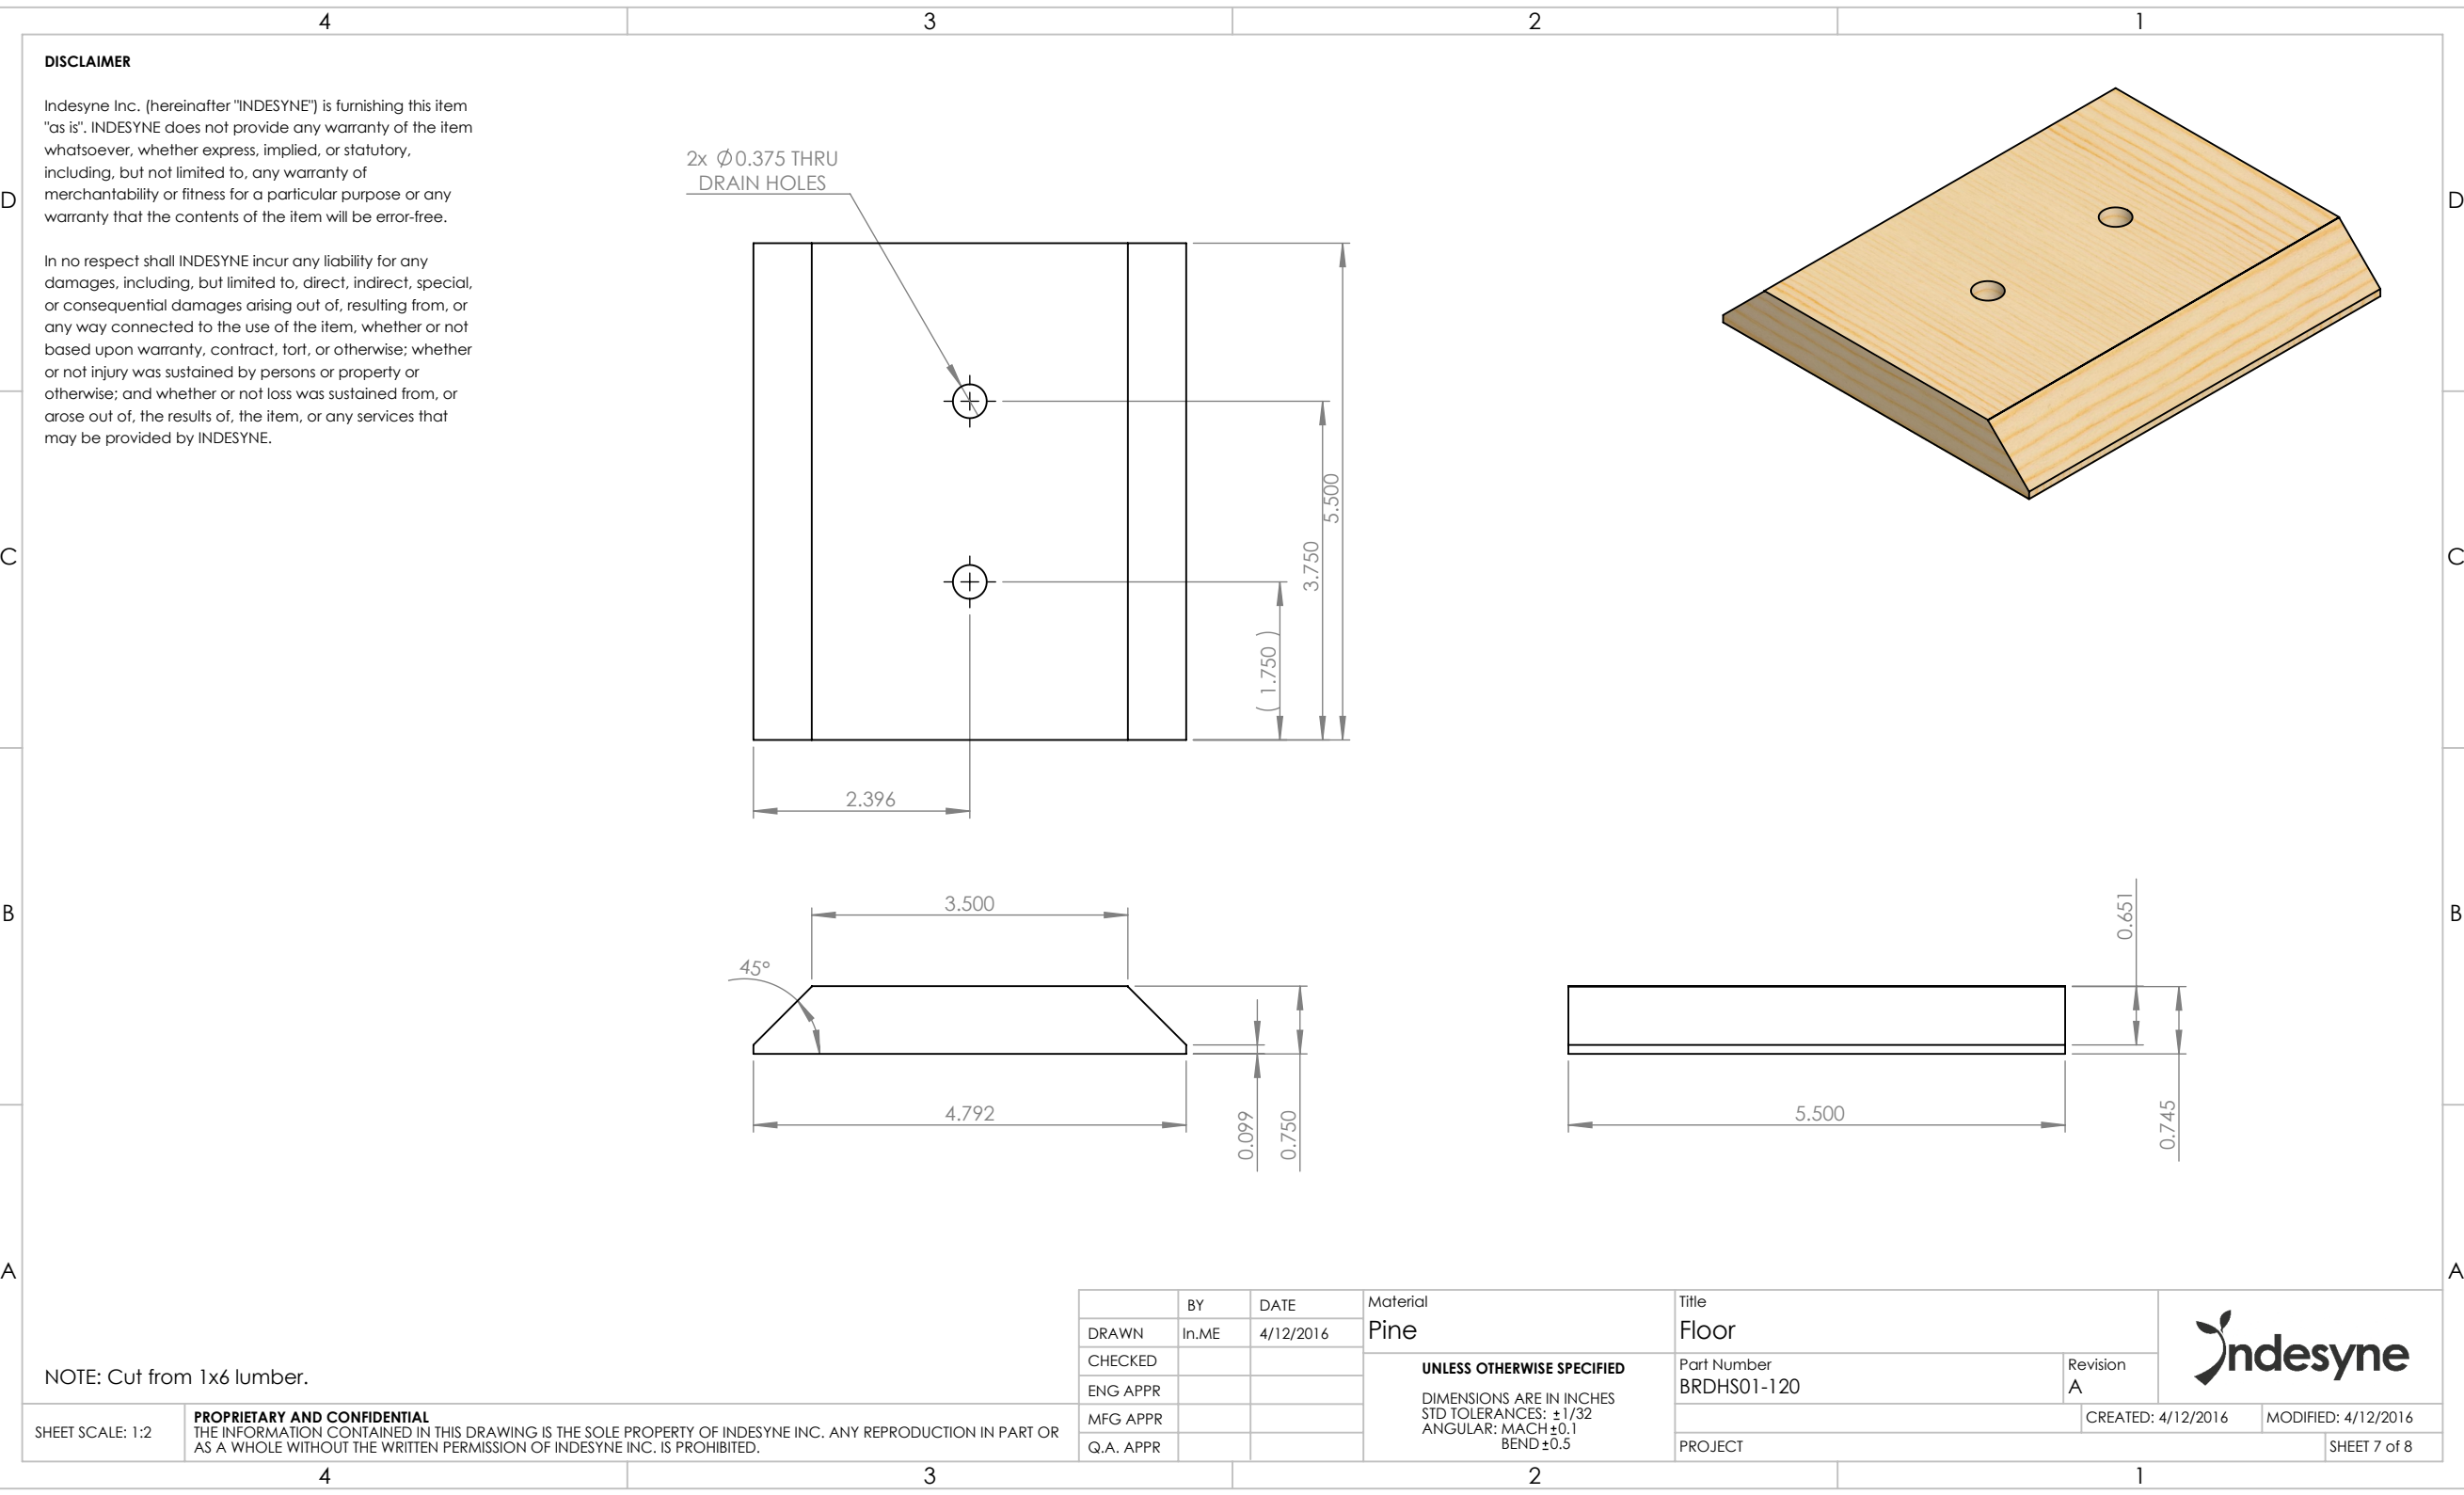 4 3 2 1
DISCLAIMER
Indesyne Inc. (hereinafter "INDESYNE") is furnishing this item
"as is". INDESYNE does not provide any warranty of the item
whatsoever, whether express, implied, or statutory,
including, but not limited to, any warranty of
merchantability or fitness for a particular purpose or any
warranty that the contents of the item will be error-free.
In no respect shall INDESYNE incur any liability for any
damages, including, but limited to, direct, indirect, special,
or consequential damages arising out of, resulting from, or
any way connected to the use of the item, whether or not
based upon warranty, contract, tort, or otherwise; whether
or not injury was sustained by persons or property or
otherwise; and whether or not loss was sustained from, or
arose out of, the results of, the item, or any services that
may be provided by INDESYNE.
D
D
C
C
B
B
A
A
2x Ø0.375 THRU
DRAIN HOLES
5.500
3.750
( 1.750 )
2.396
3.500
45°
4.792
0.099
0.750
0.651
5.500
0.745
NOTE: Cut from 1x6 lumber.
SHEET SCALE: 1:2
PROPRIETARY AND CONFIDENTIAL
THE INFORMATION CONTAINED IN THIS DRAWING IS THE SOLE PROPERTY OF INDESYNE INC. ANY REPRODUCTION IN PART OR
AS A WHOLE WITHOUT THE WRITTEN PERMISSION OF INDESYNE INC. IS PROHIBITED.
BY DATE
DRAWN In.ME 4/12/2016
CHECKED
ENG APPR
MFG APPR
Q.A. APPR
Material
Pine
UNLESS OTHERWISE SPECIFIED
DIMENSIONS ARE IN INCHES
STD TOLERANCES: ±1/32
ANGULAR: MACH±0.1
BEND±0.5
Title
Floor
Part Number
BRDHS01-120
Revision
A
Indesyne
CREATED: 4/12/2016
MODIFIED: 4/12/2016
PROJECT
SHEET 7 of 8
4 3 2 1